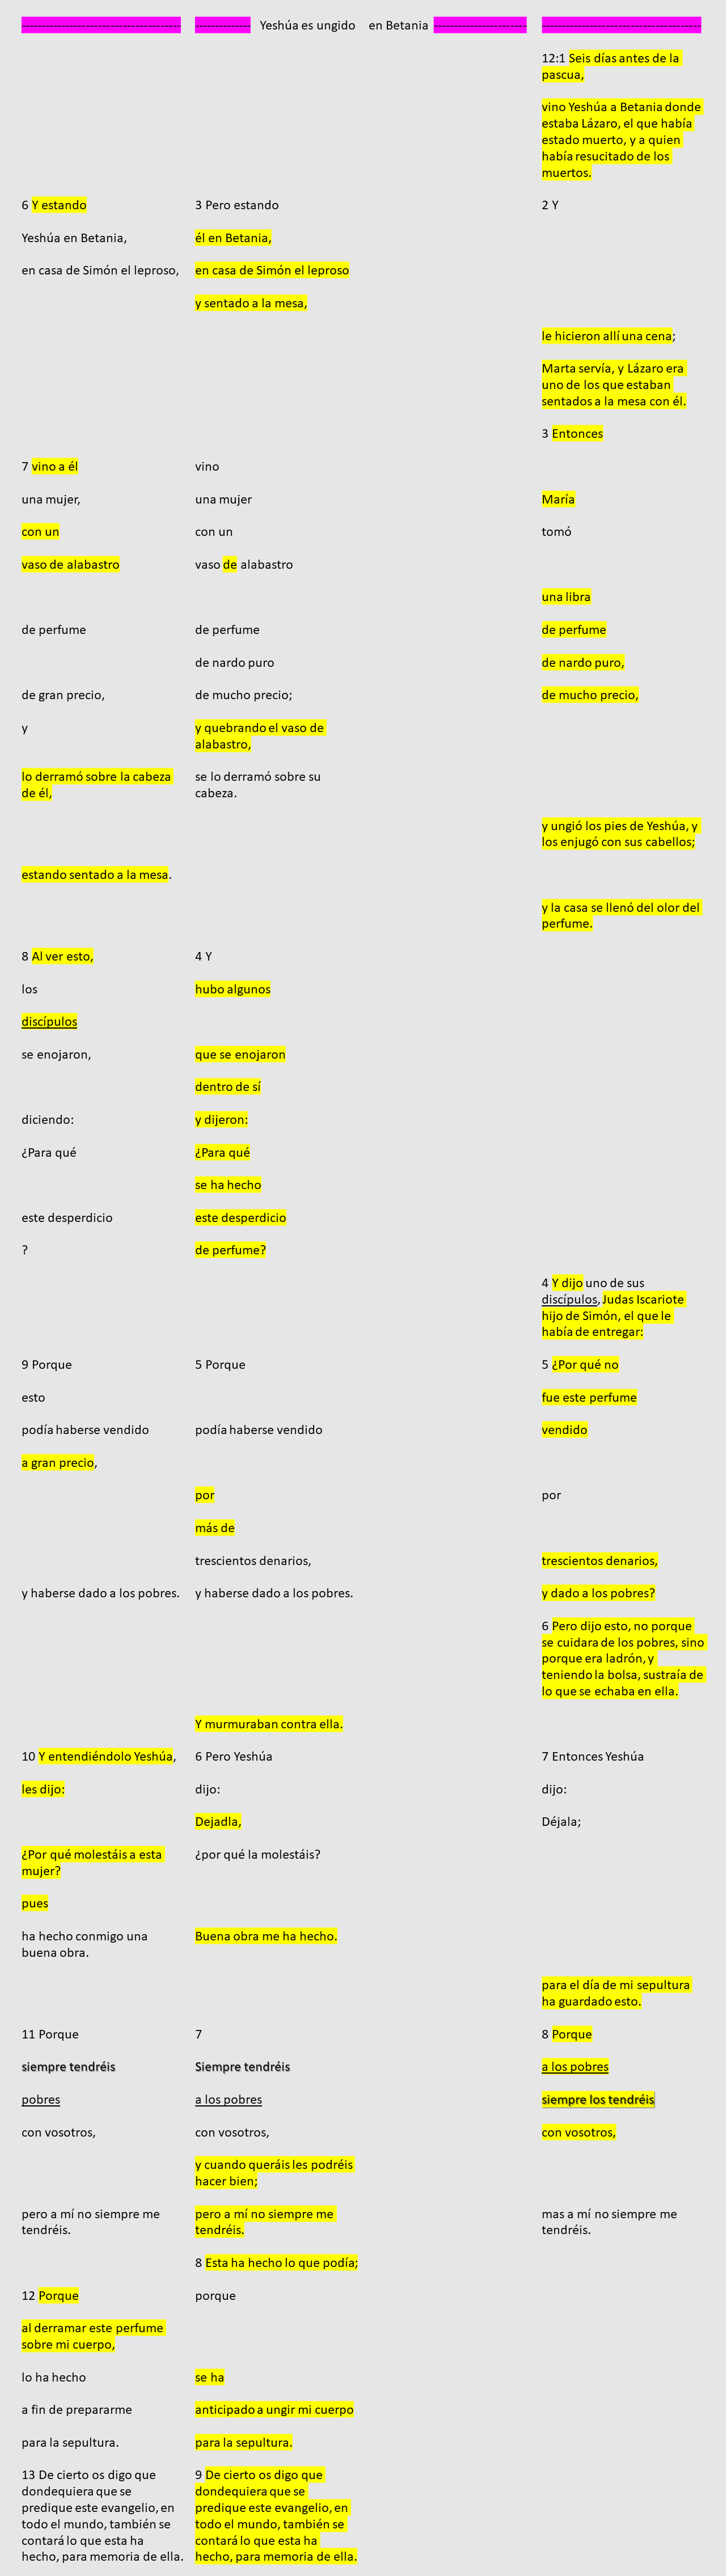 ------------------------------------- ------------- Yeshúa es ungido en Betania ---------------------- -------------------------------------
12:1 Seis días antes de la
pascua,
vino Yeshúa a Betania donde
estaba Lázaro, el que había
estado muerto, y a quien
había resucitado de los
muertos.
6 Y estando
3 Pero estando
2 Y
Yeshúa en Betania,
él en Betania,
en casa de Simón el leproso,
en casa de Simón el leproso
y sentado a la mesa,
le hicieron allí una cena;
Marta servía, y Lázaro era
uno de los que estaban
sentados a la mesa con él.
3 Entonces
7 vino a él
vino
una mujer,
una mujer
María
con un
con un
tomó
vaso de alabastro
vaso de alabastro
una libra
de perfume
de perfume
de perfume
de nardo puro
de nardo puro,
de gran precio,
de mucho precio;
de mucho precio,
y
y quebrando el vaso de
alabastro,
lo derramó sobre la cabeza
de él,
se lo derramó sobre su
cabeza.
y ungió los pies de Yeshúa, y
los enjugó con sus cabellos;
estando sentado a la mesa.
y la casa se llenó del olor del
perfume.
8 Al ver esto,
4 Y
los
hubo algunos
discípulos
se enojaron,
que se enojaron
dentro de sí
diciendo:
y dijeron:
¿Para qué
¿Para qué
se ha hecho
este desperdicio
este desperdicio
?
de perfume?
4 Y dijo uno de sus
discípulos, Judas Iscariote
hijo de Simón, el que le
había de entregar:
9 Porque
5 Porque
5 ¿Por qué no
esto
fue este perfume
podía haberse vendido
podía haberse vendido
vendido
a gran precio,
por
por
más de
trescientos denarios,
trescientos denarios,
y haberse dado a los pobres.
y haberse dado a los pobres.
y dado a los pobres?
6 Pero dijo esto, no porque
se cuidara de los pobres, sino
porque era ladrón, y
teniendo la bolsa, sustraía de
lo que se echaba en ella.
Y murmuraban contra ella.
10 Y entendiéndolo Yeshúa,
6 Pero Yeshúa
7 Entonces Yeshúa
les dijo:
dijo:
dijo:
Dejadla,
Déjala;
¿Por qué molestáis a esta
mujer?
¿por qué la molestáis?
pues
ha hecho conmigo una
buena obra.
Buena obra me ha hecho.
para el día de mi sepultura
ha guardado esto.
11 Porque
7
8 Porque
siempre tendréis
Siempre tendréis
a los pobres
pobres
a los pobres
siempre los tendréis
con vosotros,
con vosotros,
con vosotros,
y cuando queráis les podréis
hacer bien;
pero a mí no siempre me
tendréis.
pero a mí no siempre me
tendréis.
mas a mí no siempre me
tendréis.
8 Esta ha hecho lo que podía;
12 Porque
porque
al derramar este perfume
sobre mi cuerpo,
lo ha hecho
se ha
a fin de prepararme
anticipado a ungir mi cuerpo
para la sepultura.
para la sepultura.
13 De cierto os digo que
dondequiera que se
predique este evangelio, en
todo el mundo, también se
contará lo que esta ha
hecho, para memoria de ella.
9 De cierto os digo que
dondequiera que se
predique este evangelio, en
todo el mundo, también se
contará lo que esta ha
hecho, para memoria de ella.